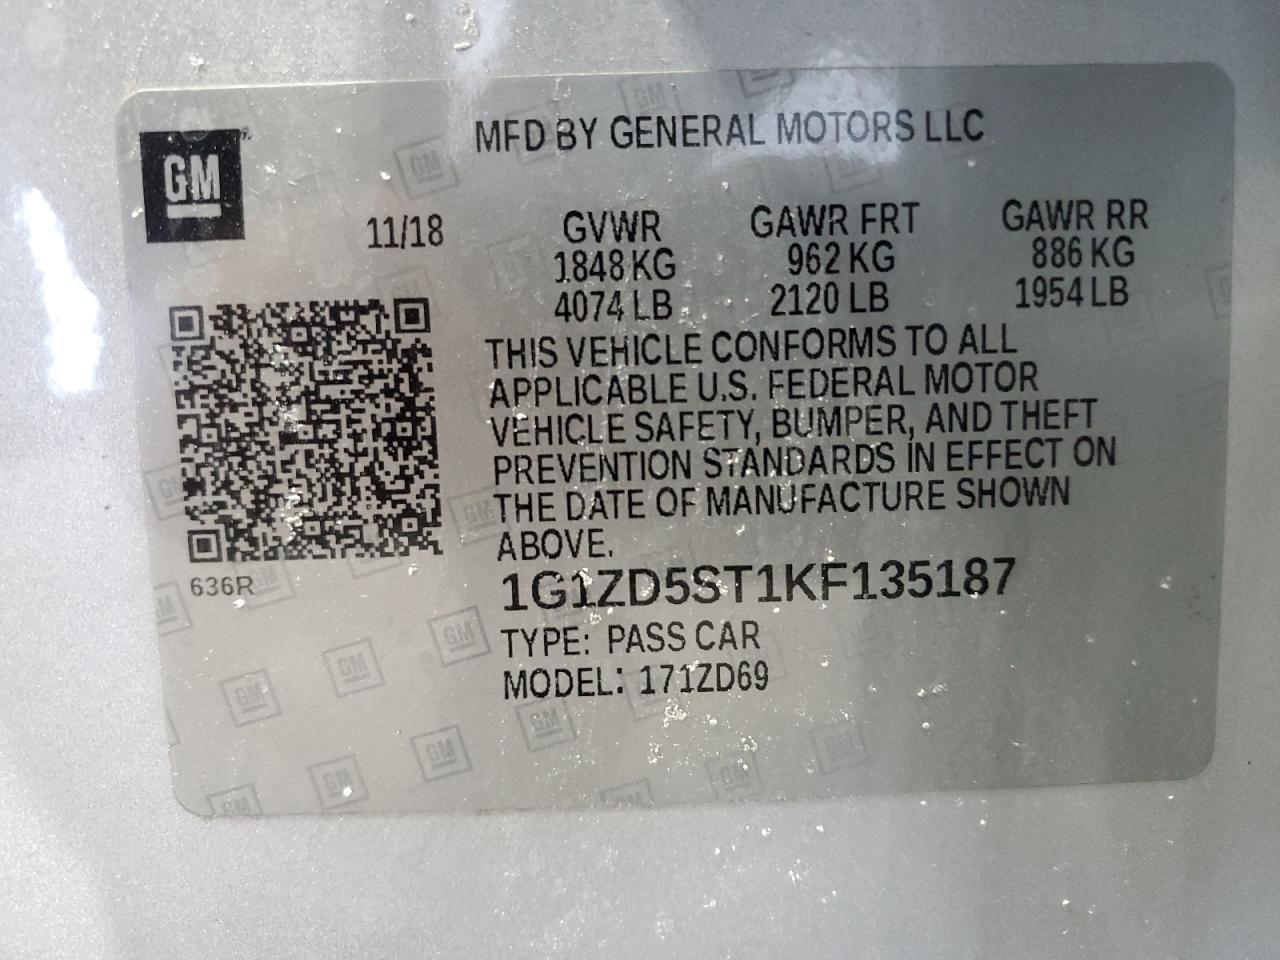 GM
MFD BY GENERAL MOTORS LLC
11/18
GVWR GAWR FRT GAWR RR
1848 KG 962 KG 886 KG
4074 LB 2120 LB 1954 LB
THIS VEHICLE CONFORMS TO ALL
APPLICABLE U.S. FEDERAL MOTOR
VEHICLE SAFETY, BUMPER, AND THEFT
PREVENTION STANDARDS IN EFFECT ON
THE DATE OF MANUFACTURE SHOWN
ABOVE.
636R
1G1ZD5ST1KF135187
TYPE: PASS CAR
MODEL: 171ZD69